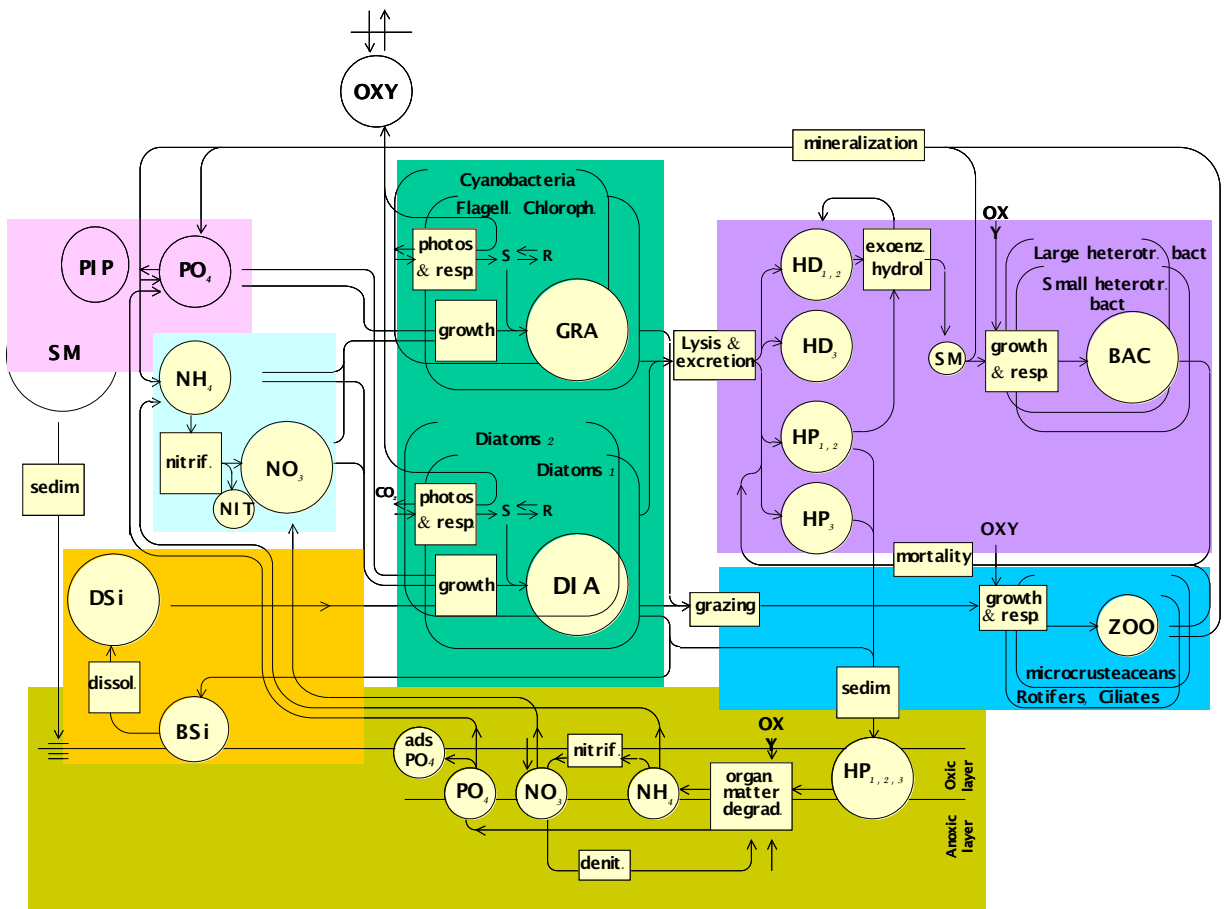 OXY
mineralization
Cyanobacteria
Flagell. Chloroph.
photos
& resp.
S
R
growth
GRA
PIP
PO4
SM
NH4
nitrif.
NO3
NIT
sedim
Lysis &
excretion
OX
Y
HD1,2
exoenz.
hydrol
HD3
SM
growth
& resp.
Large heterotr. bact
Small heterotr.
bact
BAC
HP1,2
HP3
Diatoms 2
Diatoms 1
CO2
photos
& resp.
S
R
growth
DIA
mortality
OXY
grazing
growth
& resp.
ZOO
microcrusteaceans
Rotifers, Ciliates
DSi
dissol.
BSi
sedim
ads
PO4
PO4
NO3
nitrif.
NH4
OX
Y
organ
matter
degrad.
HP1,2,3
Oxic
layer
Anoxic
layer
denit.